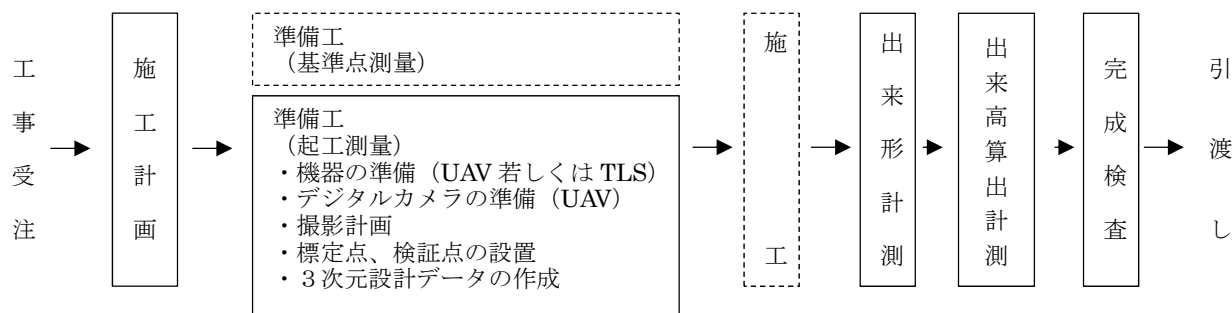 工事受注
施工計画
準備工
（基準点測量）
準備工
（起工測量）
・機器の準備（UAV 若しくは TLS）
・デジタルカメラの準備（UAV）
・撮影計画
・標定点、検証点の設置
・３次元設計データの作成
施工
出来形計測
出来高算出計測
完成検査
引渡し